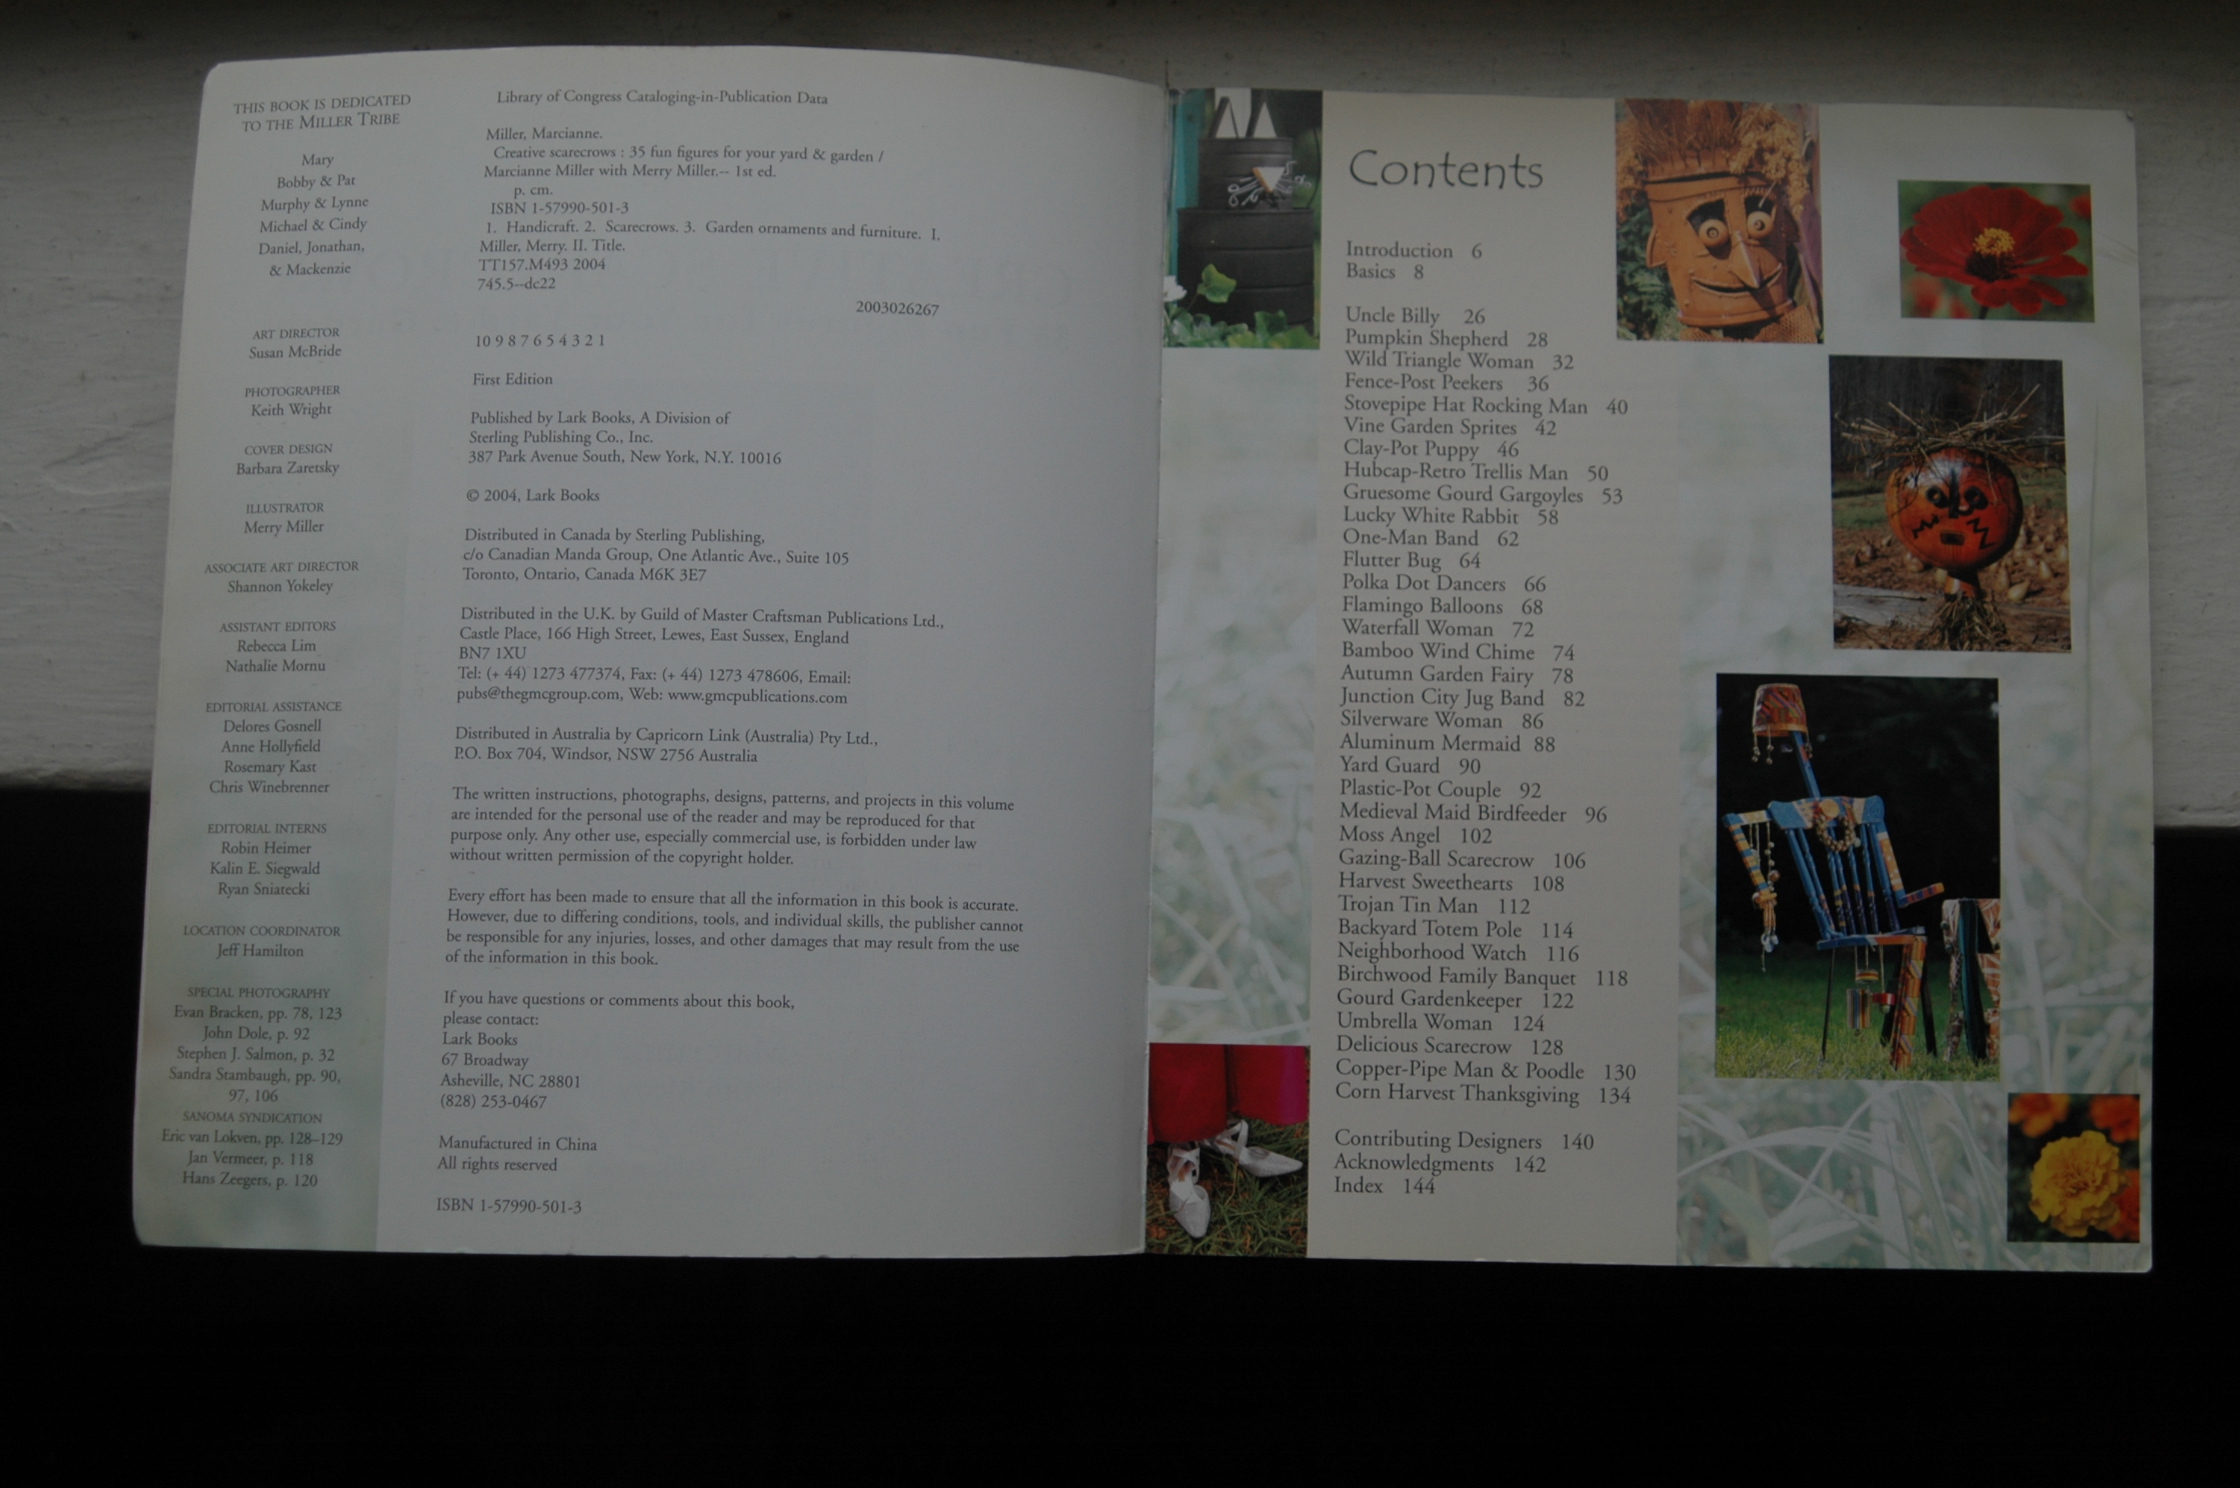 THIS BOOK IS DEDICATED
TO THE MILLER TRIBE
Mary
Bobby & Pat
Murphy & Lynne
Michael & Cindy
Daniel, Jonathan,
& Mackenzie
ART DIRECTOR
Susan McBride
PHOTOGRAPHER
Keith Wright
COVER DESIGN
Barbara Zaretsky
ILLUSTRATOR
Merry Miller
ASSOCIATE ART DIRECTOR
Shannon Yokeley
ASSISTANT EDITORS
Rebecca Lim
Nathalie Mornu
EDITORIAL ASSISTANCE
Delores Gosnell
Anne Hollyfield
Rosemary Kast
Chris Winebrenner
EDITORIAL INTERNS
Robin Heimer
Kalin E. Siegwald
Ryan Sniatecki
LOCATION COORDINATOR
Jeff Hamilton
SPECIAL PHOTOGRAPHY
Evan Bracken, pp. 78, 123
John Dole, p. 92
Stephen J. Salmon, p. 32
Sandra Stambaugh, pp. 90,
97, 106
SANOMA SYNDICATION
Eric van Lokven, pp. 128–129
Jan Vermeer, p. 118
Hans Zeegers, p. 120
Library of Congress Cataloging-in-Publication Data
Miller, Marcianne.
Creative scarecrows : 35 fun figures for your yard & garden /
Marcianne Miller with Merry Miller.-- 1st ed.
p. cm.
ISBN 1-57990-501-3
1. Handicraft. 2. Scarecrows. 3. Garden ornaments and furniture. I.
Miller, Merry. II. Title.
TT157.M493 2004
745.5--dc22
2003026267
10 9 8 7 6 5 4 3 2 1
First Edition
Published by Lark Books, A Division of
Sterling Publishing Co., Inc.
387 Park Avenue South, New York, N.Y. 10016
© 2004, Lark Books
Distributed in Canada by Sterling Publishing,
c/o Canadian Manda Group, One Atlantic Ave., Suite 105
Toronto, Ontario, Canada M6K 3E7
Distributed in the U.K. by Guild of Master Craftsman Publications Ltd.,
Castle Place, 166 High Street, Lewes, East Sussex, England
BN7 1XU
Tel: (+ 44) 1273 477374, Fax: (+ 44) 1273 478606, Email:
pubs@thegmcgroup.com, Web: www.gmcpublications.com
Distributed in Australia by Capricorn Link (Australia) Pty Ltd.,
P.O. Box 704, Windsor, NSW 2756 Australia
The written instructions, photographs, designs, patterns, and projects in this volume
are intended for the personal use of the reader and may be reproduced for that
purpose only. Any other use, especially commercial use, is forbidden under law
without written permission of the copyright holder.
Every effort has been made to ensure that all the information in this book is accurate.
However, due to differing conditions, tools, and individual skills, the publisher cannot
be responsible for any injuries, losses, and other damages that may result from the use
of the information in this book.
If you have questions or comments about this book,
please contact:
Lark Books
67 Broadway
Asheville, NC 28801
(828) 253-0467
Manufactured in China
All rights reserved
ISBN 1-57990-501-3
Contents
Introduction 6
Basics 8
Uncle Billy 26
Pumpkin Shepherd 28
Wild Triangle Woman 32
Fence-Post Peekers 36
Stovepipe Hat Rocking Man 40
Vine Garden Sprites 42
Clay-Pot Puppy 46
Hubcap-Retro Trellis Man 50
Gruesome Gourd Gargoyles 53
Lucky White Rabbit 58
One-Man Band 62
Flutter Bug 64
Polka Dot Dancers 66
Flamingo Balloons 68
Waterfall Woman 72
Bamboo Wind Chime 74
Autumn Garden Fairy 78
Junction City Jug Band 82
Silverware Woman 86
Aluminum Mermaid 88
Yard Guard 90
Plastic-Pot Couple 92
Medieval Maid Birdfeeder 96
Moss Angel 102
Gazing-Ball Scarecrow 106
Harvest Sweethearts 108
Trojan Tin Man 112
Backyard Totem Pole 114
Neighborhood Watch 116
Birchwood Family Banquet 118
Gourd Gardenkeeper 122
Umbrella Woman 124
Delicious Scarecrow 128
Copper-Pipe Man & Poodle 130
Corn Harvest Thanksgiving 134
Contributing Designers 140
Acknowledgments 142
Index 144